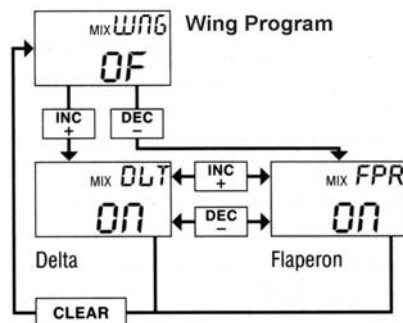 MIX WNG Wing Program
OF
INC + DEC -
MIX DLT INC + MIX FPR
ON DEC - ON
Delta Flaperon
CLEAR